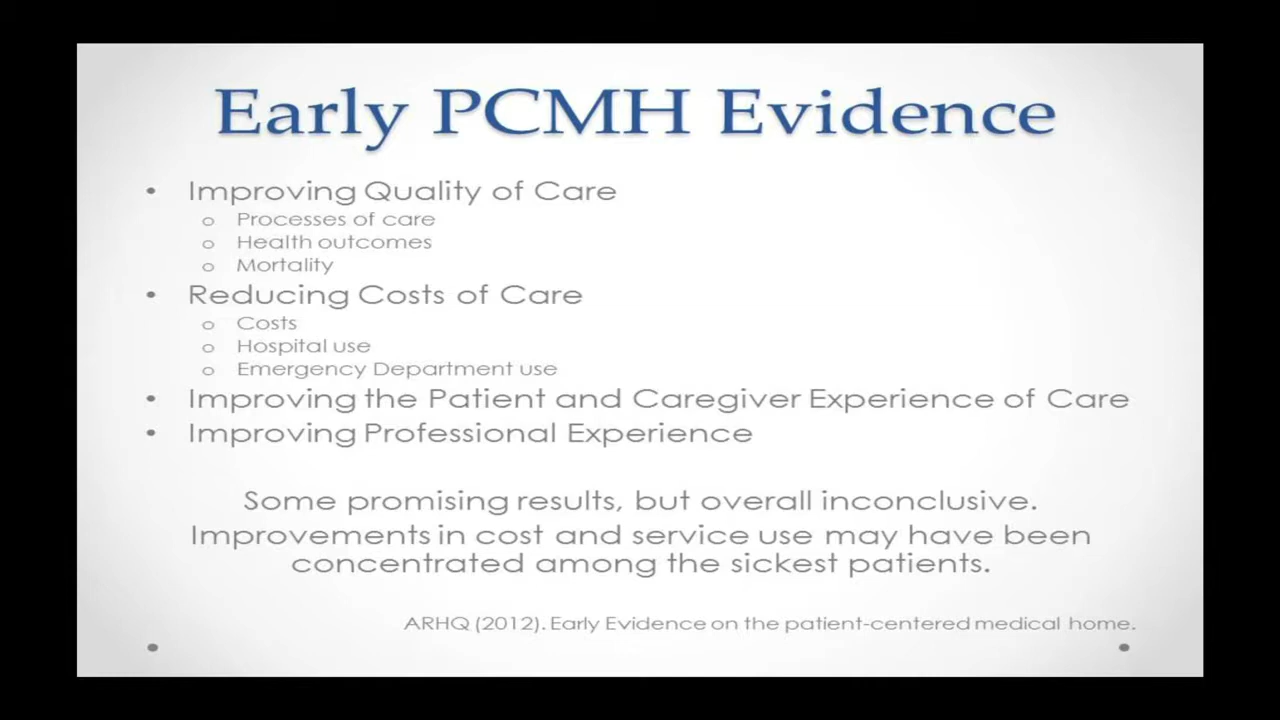 Early PCMH Evidence
• Improving Quality of Care
o Processes of care
o Health outcomes
o Mortality
• Reducing Costs of Care
o Costs
o Hospital use
o Emergency Department use
• Improving the Patient and Caregiver Experience of Care
• Improving Professional Experience
Some promising results, but overall inconclusive.
Improvements in cost and service use may have been
concentrated among the sickest patients.
ARHQ (2012). Early Evidence on the patient-centered medical home.